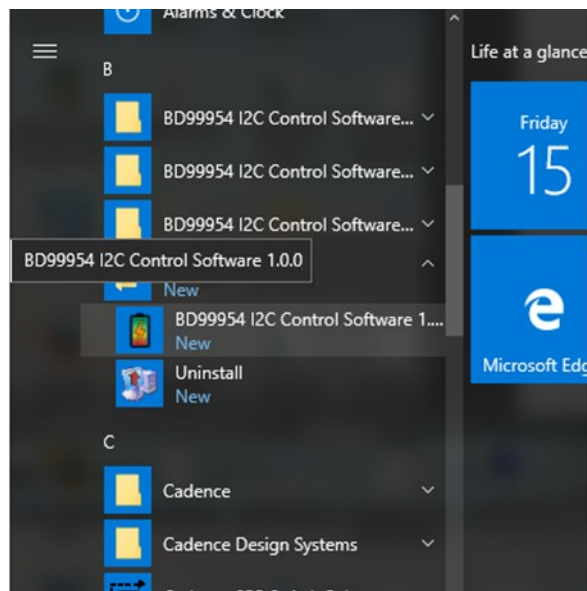 Alarms & Clock
Life at a glance
B
BD99954 I2C Control Software...
Friday
15
BD99954 I2C Control Software...
BD99954 I2C Control Software...
BD99954 I2C Control Software 1.0.0
New
BD99954 I2C Control Software 1....
New
Microsoft Edg
Uninstall
New
C
Cadence
Cadence Design Systems